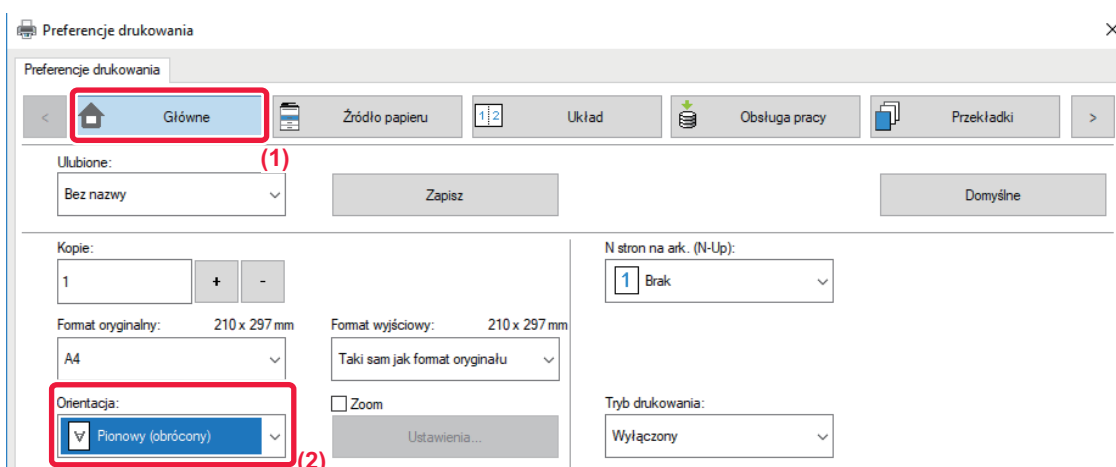 Preferencje drukowania
Preferencje drukowania
< Główne Źródło papieru 1 2 Układ Obsługa pracy Przekładki >
(1)
Ulubione:
Bez nazwy Zapisz Domyślne
Kopie: N stron na ark. (N-Up):
1 + - 1 Brak
Format oryginalny: 210 x 297 mm Format wyjściowy: 210 x 297 mm
A4 Taki sam jak format oryginału
Orientacja: Zoom Tryb drukowania:
Pionowy (obrócony) Ustawienia... Wyłączony
(2)